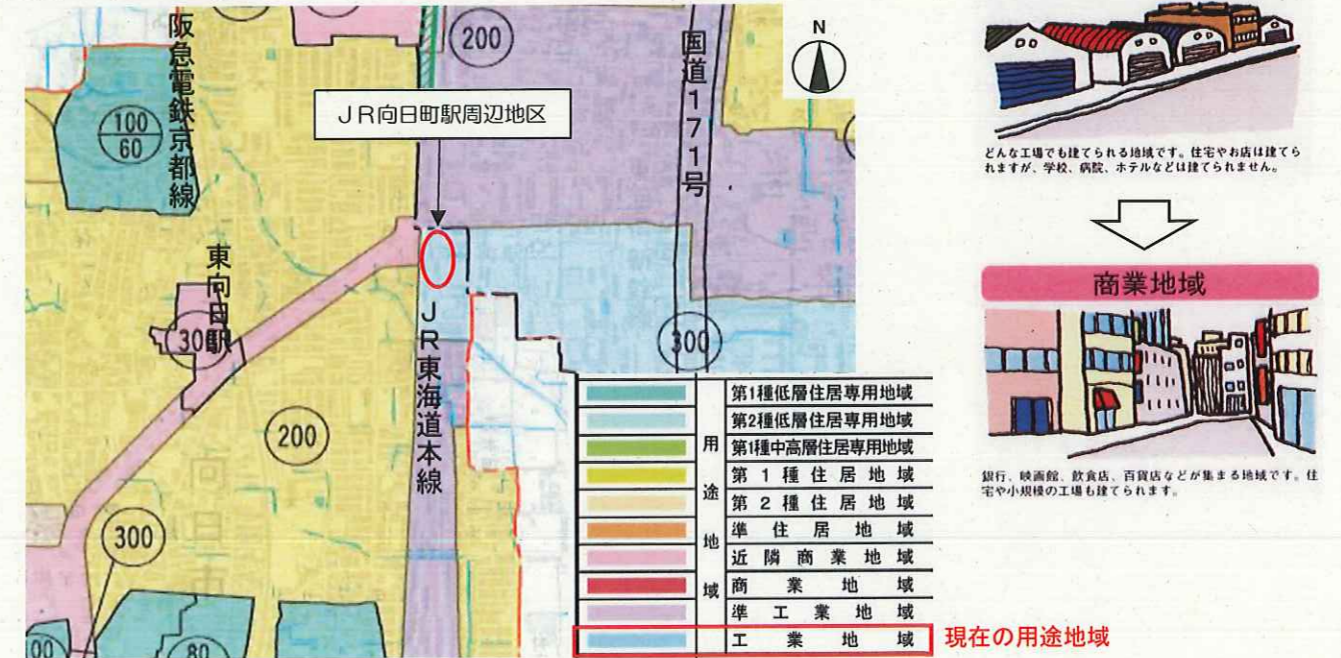 阪急電鉄京都線
200
国道171号
N
100
60
JR向日町駅周辺地区
東向日駅
300
300
JR東海道本線
200
向日市
300
80
用途地域
第1種低層住居専用地域
第2種低層住居専用地域
第1種中高層住居専用地域
第1種住居地域
第2種住居地域
準住居地域
近隣商業地域
商業地域
準工業地域
工業地域
現在の用途地域
どんな工場でも建てられる地域です。住宅やお店は建てら
れますが、学校、病院、ホテルなどは建てられません。
商業地域
銀行、映画館、飲食店、百貨店などが集まる地域です。住
宅や小規模の工場も建てられます。